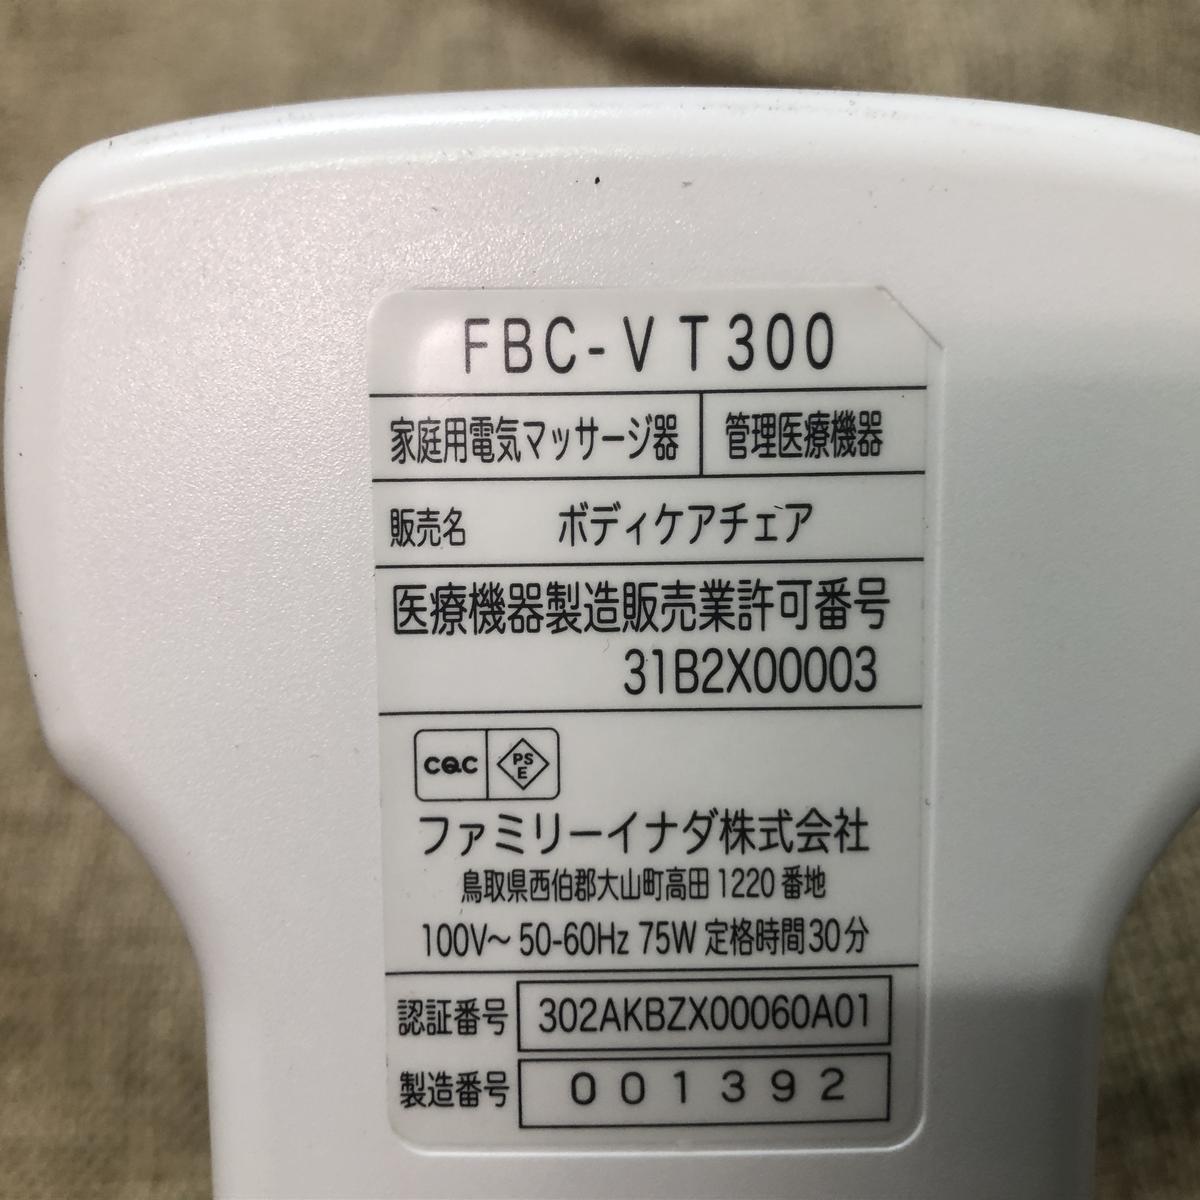 FBC-VT300
家庭用電気マッサージ器 管理医療機器
販売名 ボディケアチェア
医療機器製造販売業許可番号
31B2X00003
CQC PSE
ファミリーイナダ株式会社
鳥取県西伯郡大山町高田1220番地
100V～ 50-60Hz 75W 定格時間30分
認証番号 302AKBZX00060A01
製造番号 001392